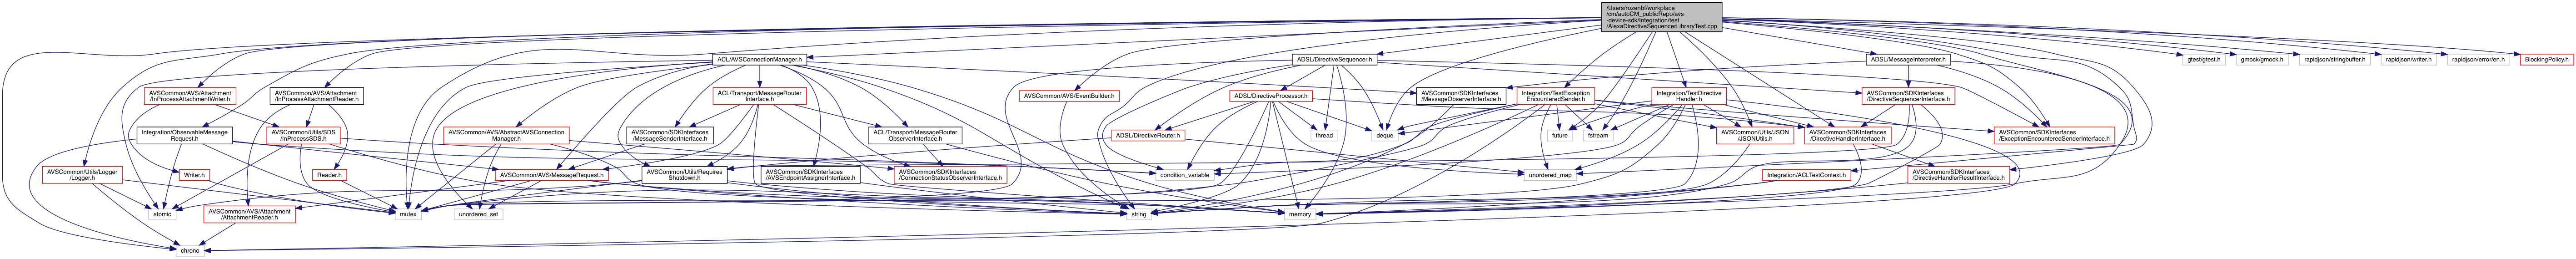 /Users/rozenbf/workplace
/cm/autoCM_publicRepo/avs
-device-sdk/Integration/test
/AlexaDirectiveSequencerLibraryTest.cpp
ACL/AVSConnectionManager.h
ADSL/DirectiveSequencer.h
ADSL/MessageInterpreter.h
gtest/gtest.h
gmock/gmock.h
rapidjson/stringbuffer.h
rapidjson/writer.h
rapidjson/error/en.h
BlockingPolicy.h
AVSCommon/AVS/Attachment
/InProcessAttachmentWriter.h
AVSCommon/AVS/Attachment
/InProcessAttachmentReader.h
ACL/Transport/MessageRouter
Interface.h
AVSCommon/AVS/EventBuilder.h
ADSL/DirectiveProcessor.h
AVSCommon/SDKInterfaces
/MessageObserverInterface.h
Integration/TestException
EncounteredSender.h
Integration/TestDirective
Handler.h
AVSCommon/SDKInterfaces
/DirectiveSequencerInterface.h
Integration/ObservableMessage
Request.h
AVSCommon/Utils/SDS
/InProcessSDS.h
AVSCommon/AVS/AbstractAVSConnection
Manager.h
AVSCommon/SDKInterfaces
/MessageSenderInterface.h
ACL/Transport/MessageRouter
ObserverInterface.h
ADSL/DirectiveRouter.h
thread
deque
future
fstream
AVSCommon/Utils/JSON
/JSONUtils.h
AVSCommon/SDKInterfaces
/DirectiveHandlerInterface.h
AVSCommon/SDKInterfaces
/ExceptionEncounteredSenderInterface.h
AVSCommon/Utils/Logger
/Logger.h
Writer.h
Reader.h
AVSCommon/AVS/MessageRequest.h
AVSCommon/Utils/Requires
Shutdown.h
AVSCommon/SDKInterfaces
/AVSEndpointAssignerInterface.h
AVSCommon/SDKInterfaces
/ConnectionStatusObserverInterface.h
condition_variable
unordered_map
Integration/ACLTestContext.h
AVSCommon/SDKInterfaces
/DirectiveHandlerResultInterface.h
atomic
AVSCommon/AVS/Attachment
/AttachmentReader.h
mutex
unordered_set
string
memory
chrono